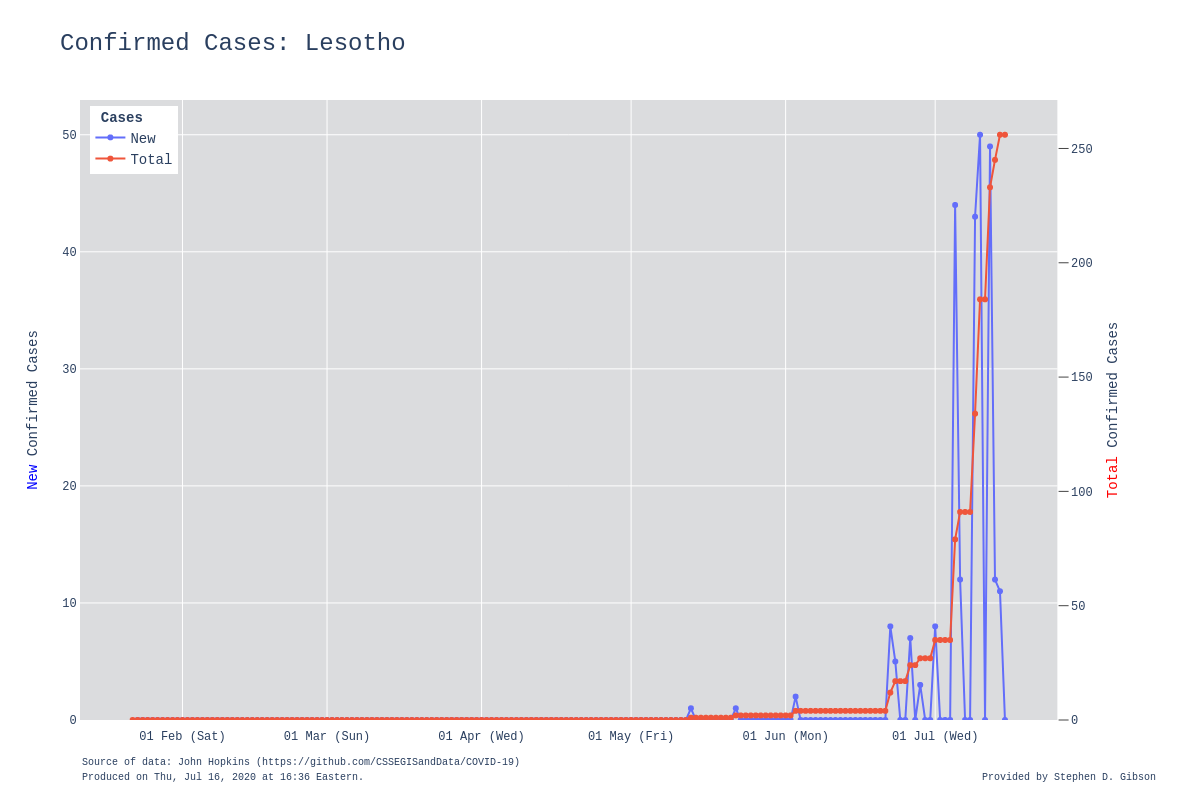 Confirmed Cases: Lesotho
Cases
New
Total
50
40
30
20
10
0
250
200
150
100
50
0
New Confirmed Cases
Total Confirmed Cases
01 Feb (Sat)
01 Mar (Sun)
01 Apr (Wed)
01 May (Fri)
01 Jun (Mon)
01 Jul (Wed)
Source of data: John Hopkins (https://github.com/CSSEGISandData/COVID-19)
Produced on Thu, Jul 16, 2020 at 16:36 Eastern.
Provided by Stephen D. Gibson